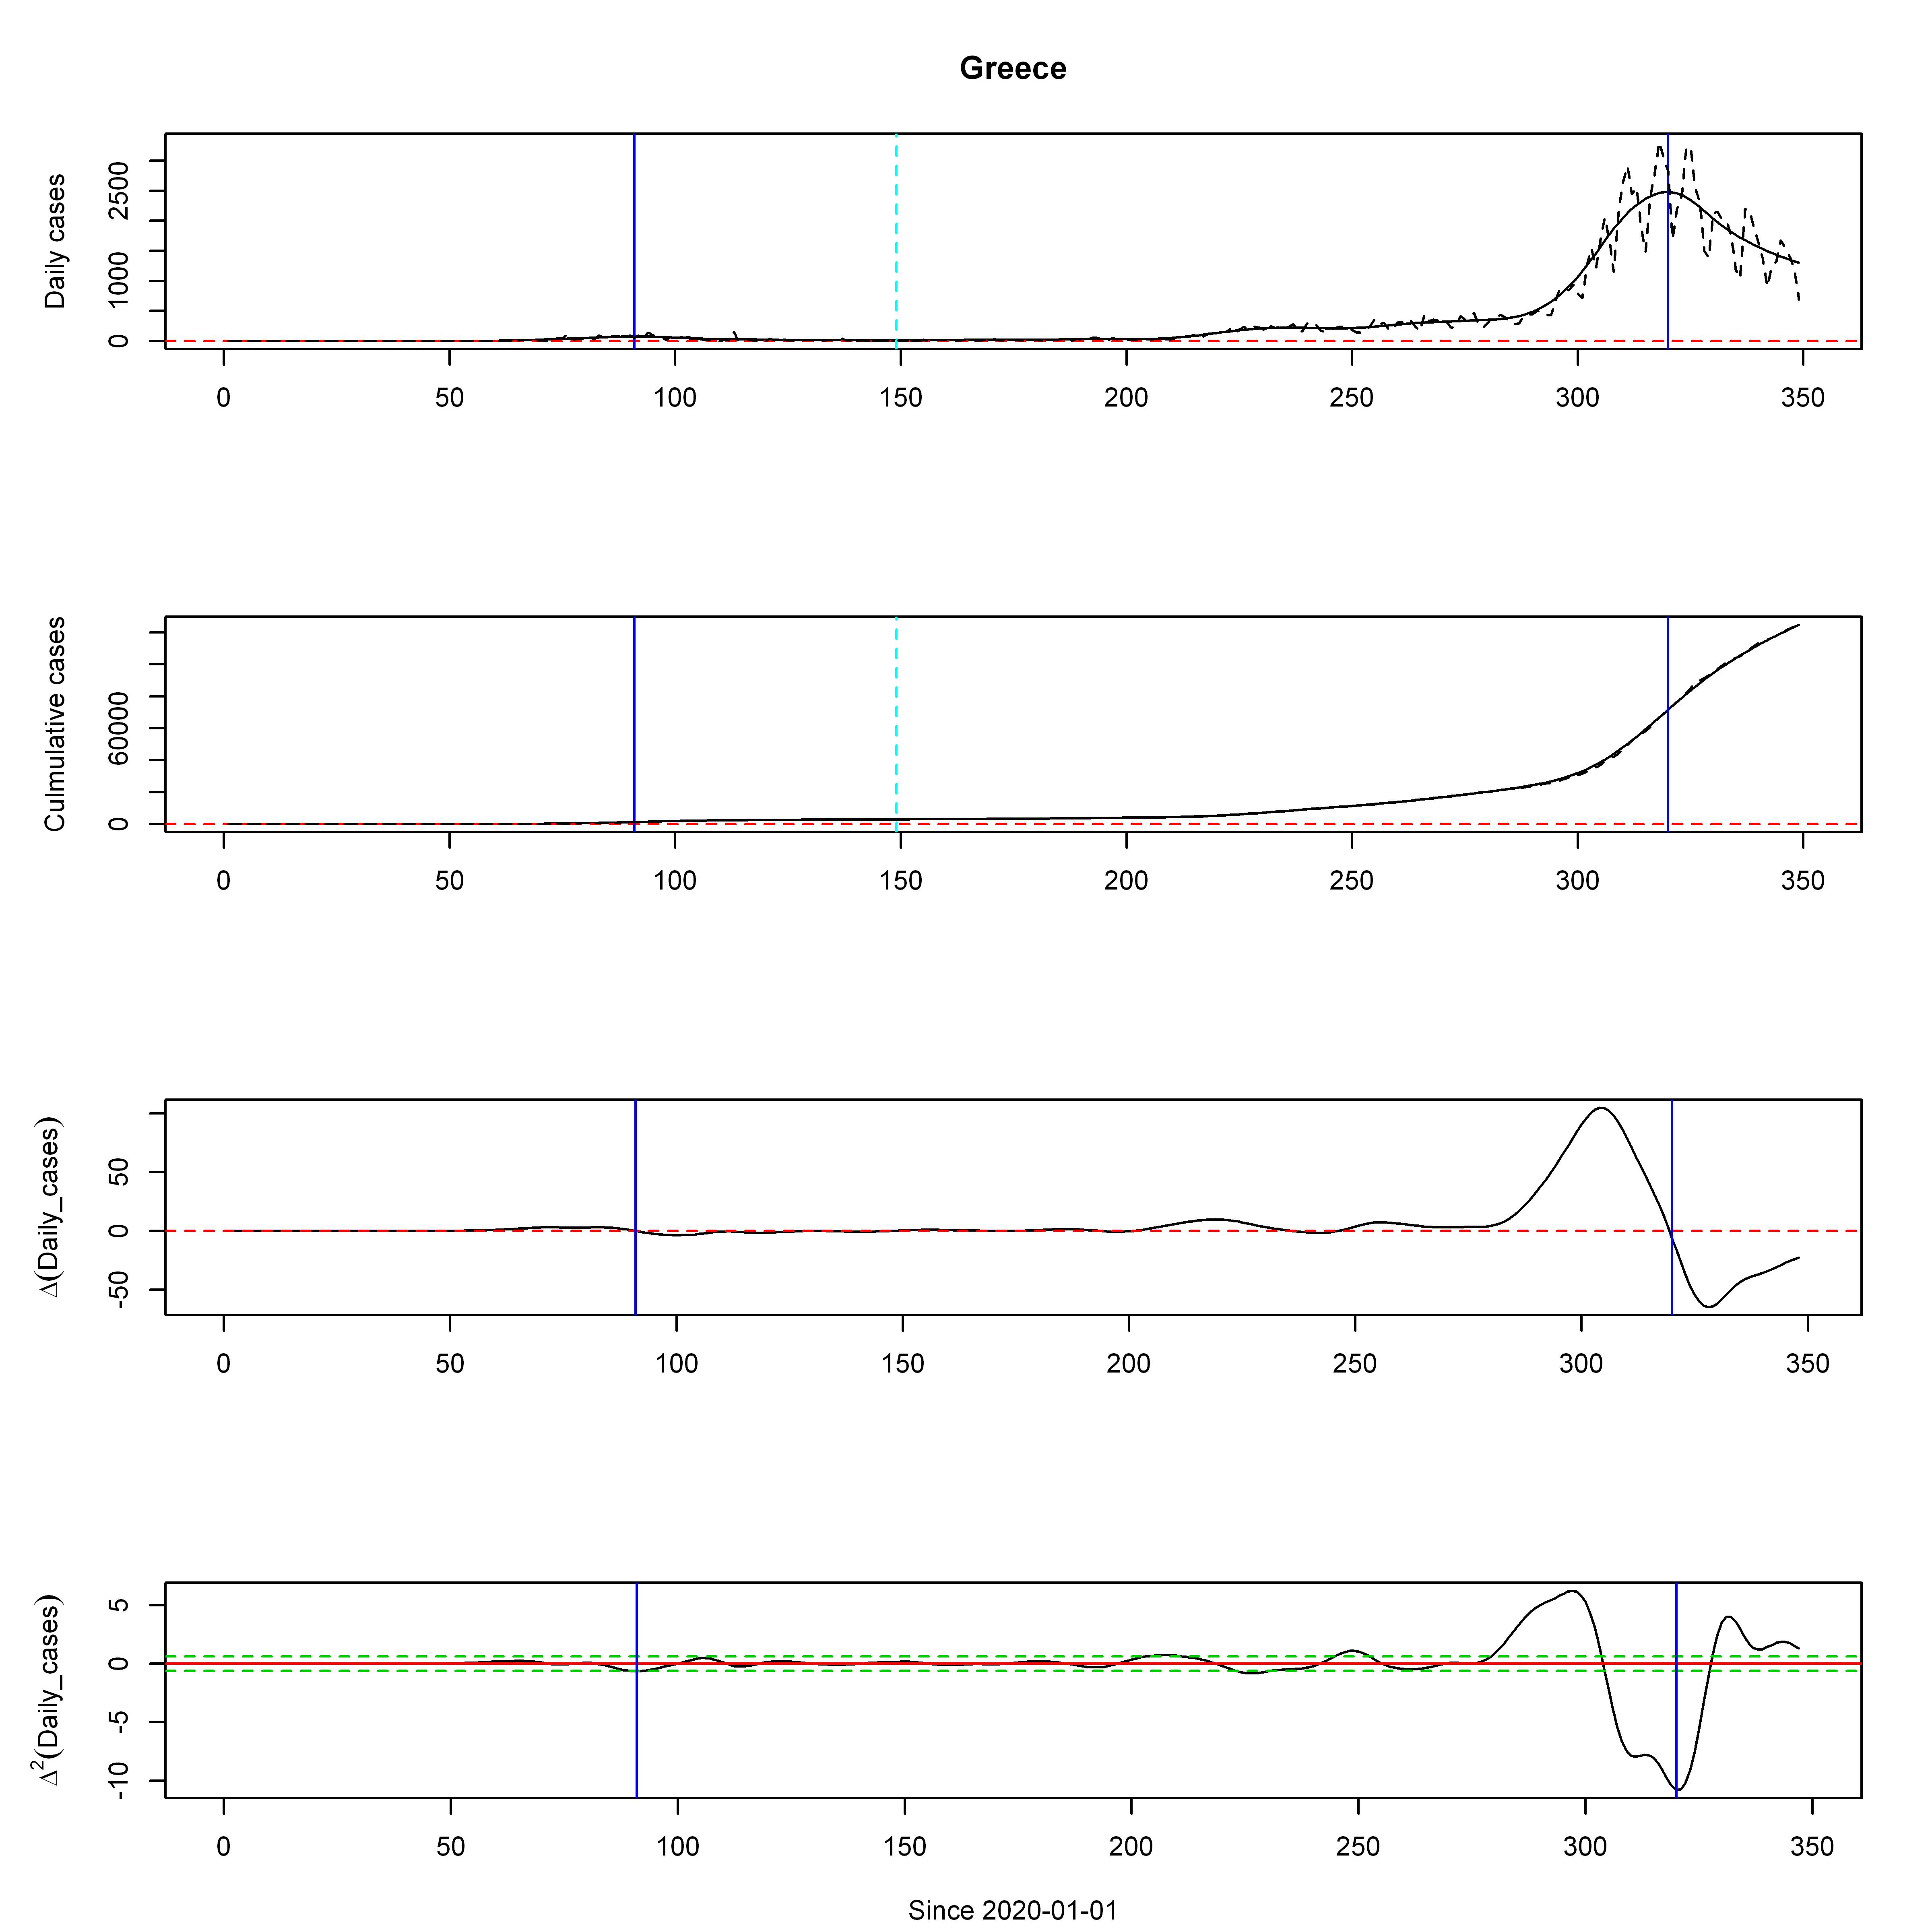 Greece
Daily cases
0 1000 2500
0 50 100 150 200 250 300 350
Culmulative cases
0 60000
0 50 100 150 200 250 300 350
Δ(Daily_cases)
-50 0 50
0 50 100 150 200 250 300 350
Δ²(Daily_cases)
-10 -5 0 5
0 50 100 150 200 250 300 350
Since 2020-01-01